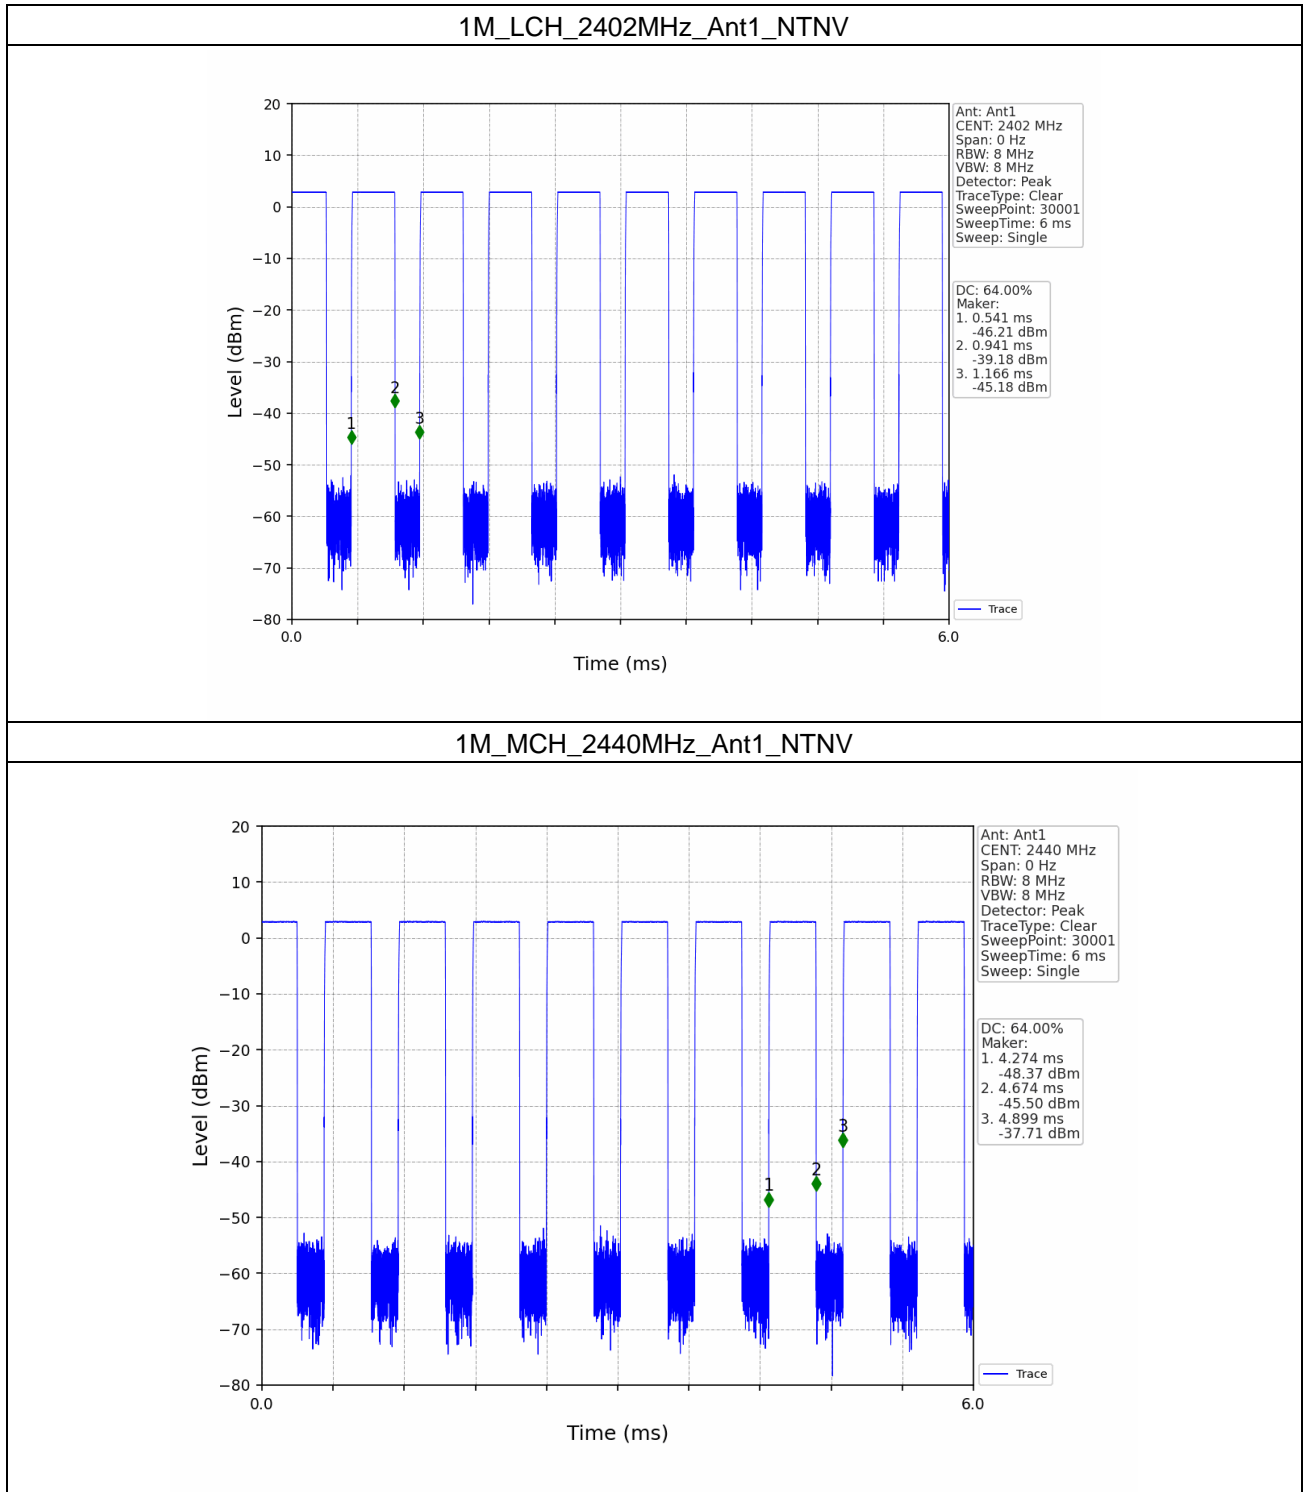 1M_LCH_2402MHz_Ant1_NTNV
20
10
0
−10
−20
−30
−40
−50
−60
−70
−80
Level (dBm)
1
2
3
0.0
6.0
Time (ms)
Ant: Ant1
CENT: 2402 MHz
Span: 0 Hz
RBW: 8 MHz
VBW: 8 MHz
Detector: Peak
TraceType: Clear
SweepPoint: 30001
SweepTime: 6 ms
Sweep: Single
DC: 64.00%
Maker:
1. 0.541 ms
-46.21 dBm
2. 0.941 ms
-39.18 dBm
3. 1.166 ms
-45.18 dBm
Trace
1M_MCH_2440MHz_Ant1_NTNV
20
10
0
−10
−20
−30
−40
−50
−60
−70
−80
Level (dBm)
1
2
3
0.0
6.0
Time (ms)
Ant: Ant1
CENT: 2440 MHz
Span: 0 Hz
RBW: 8 MHz
VBW: 8 MHz
Detector: Peak
TraceType: Clear
SweepPoint: 30001
SweepTime: 6 ms
Sweep: Single
DC: 64.00%
Maker:
1. 4.274 ms
-48.37 dBm
2. 4.674 ms
-45.50 dBm
3. 4.899 ms
-37.71 dBm
Trace